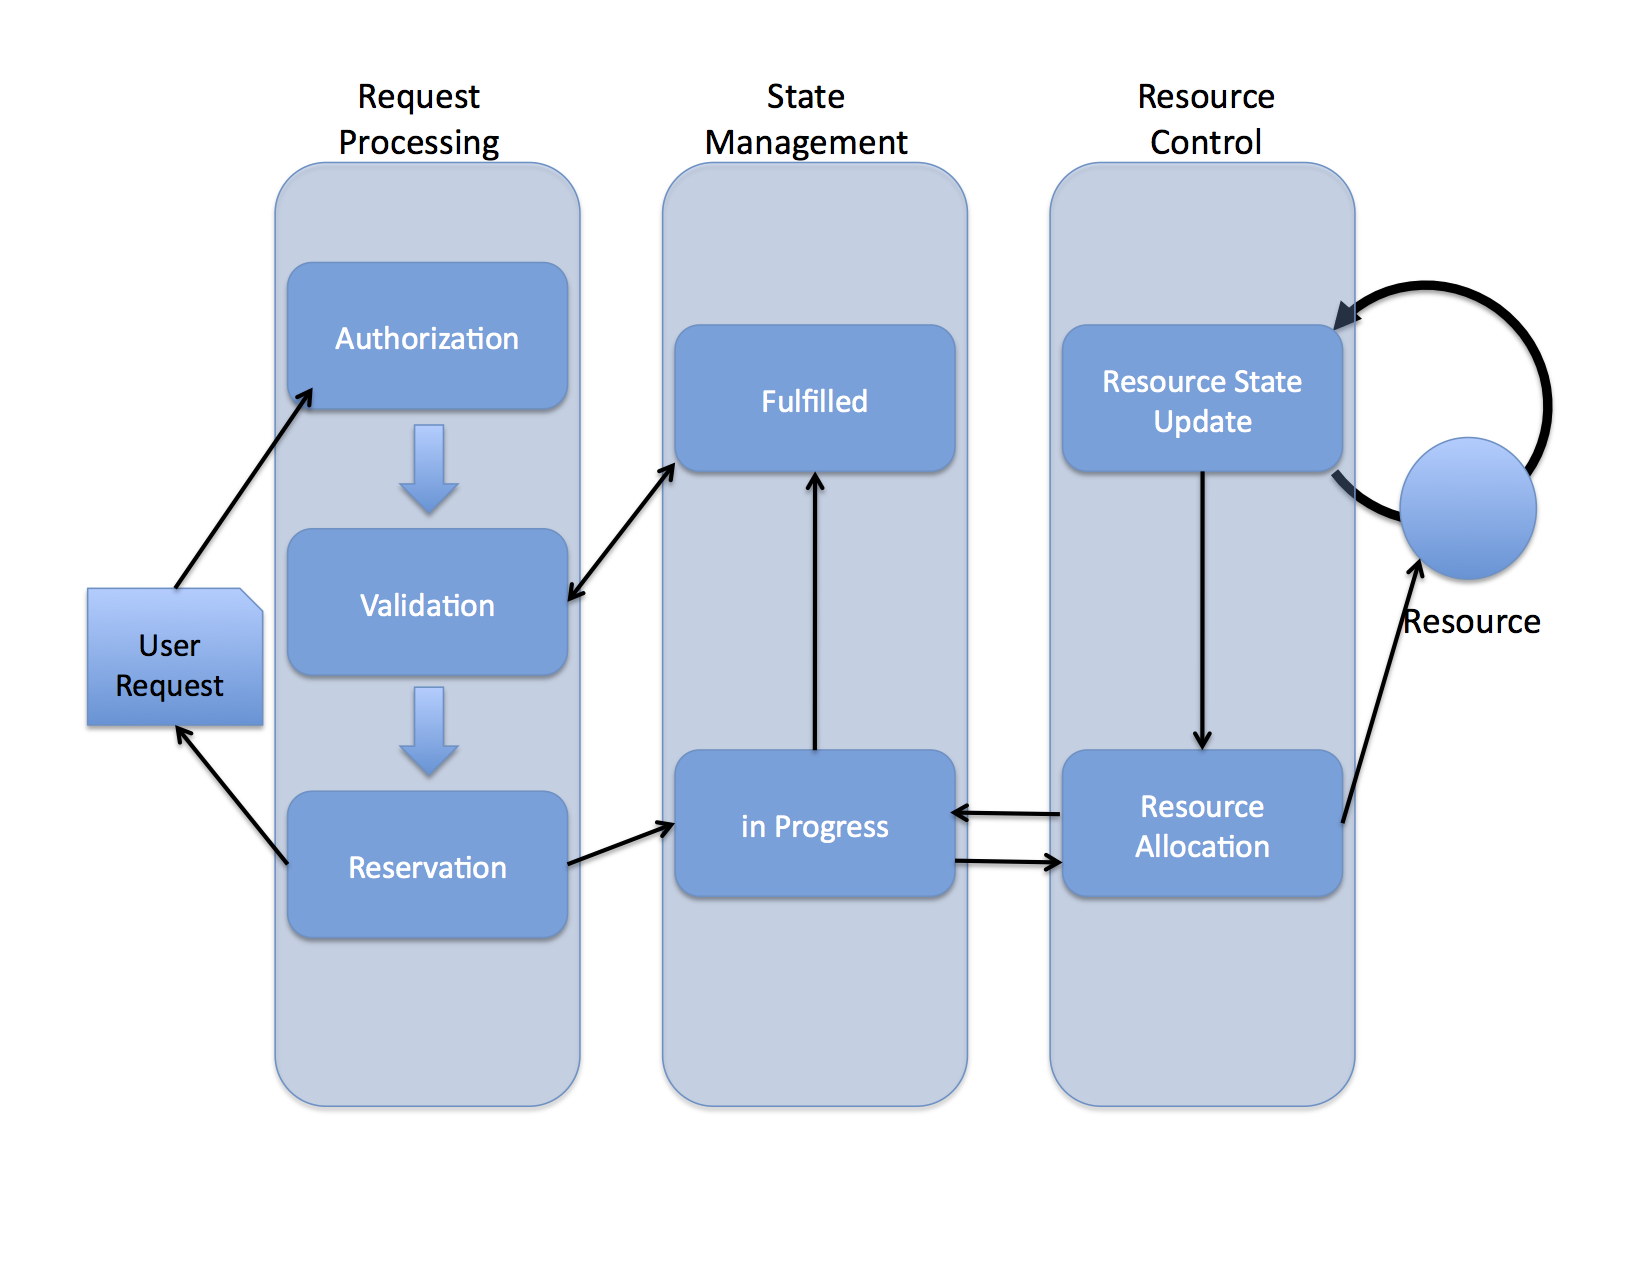 Request
Processing
State
Management
Resource
Control
Authorization
Fulfilled
Resource State
Update
Validation
User
Request
Resource
in Progress
Resource
Allocation
Reservation